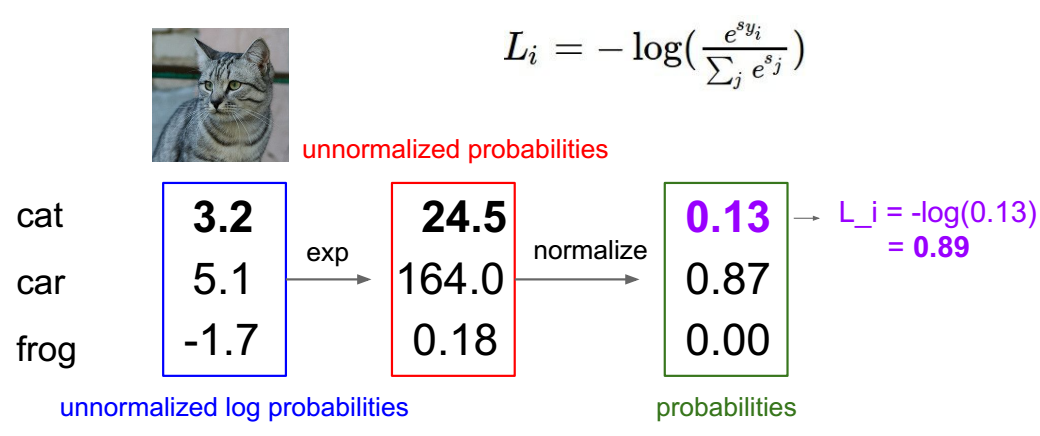 L_i = − log(e^{s_{y_i}} / ∑_j e^{s_j})
unnormalized probabilities
cat 3.2 24.5 0.13 L_i = -log(0.13)
= 0.89
exp normalize
car 5.1 164.0 0.87
frog -1.7 0.18 0.00
unnormalized log probabilities probabilities